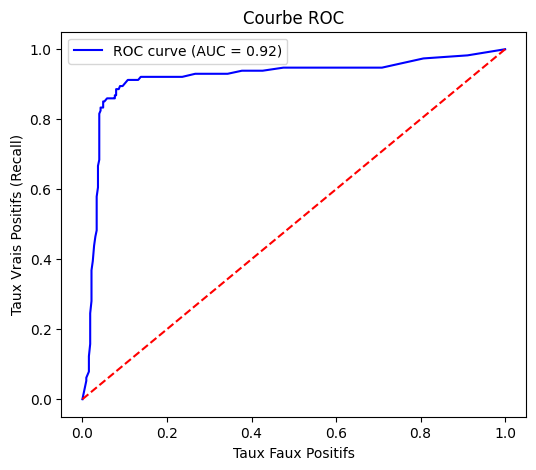 Courbe ROC
ROC curve (AUC = 0.92)
Taux Vrais Positifs (Recall)
1.0
0.8
0.6
0.4
0.2
0.0
0.0 0.2 0.4 0.6 0.8 1.0
Taux Faux Positifs